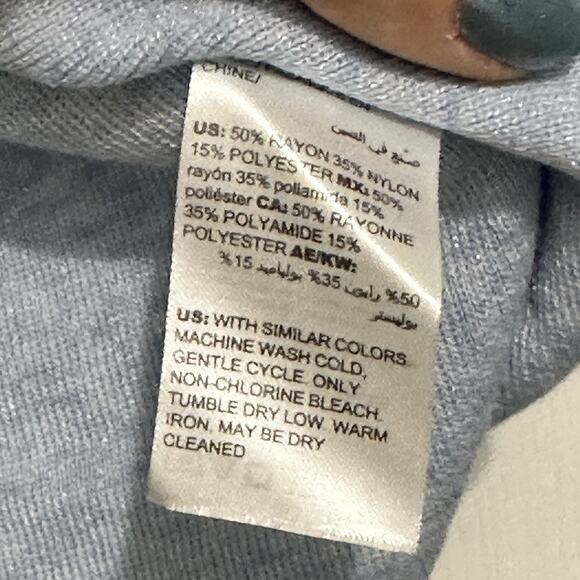 CHINE/
صنع في الصين
US: 50% RAYON 35% NYLON
15% POLYESTER MX: 50%
rayón 35% poliamida 15%
poliéster CA: 50% RAYONNE
35% POLYAMIDE 15%
POLYESTER AE/KW:
%50 رايون %35 بولياميد %15
بوليستر
US: WITH SIMILAR COLORS.
MACHINE WASH COLD,
GENTLE CYCLE. ONLY
NON-CHLORINE BLEACH.
TUMBLE DRY LOW. WARM
IRON. MAY BE DRY
CLEANED